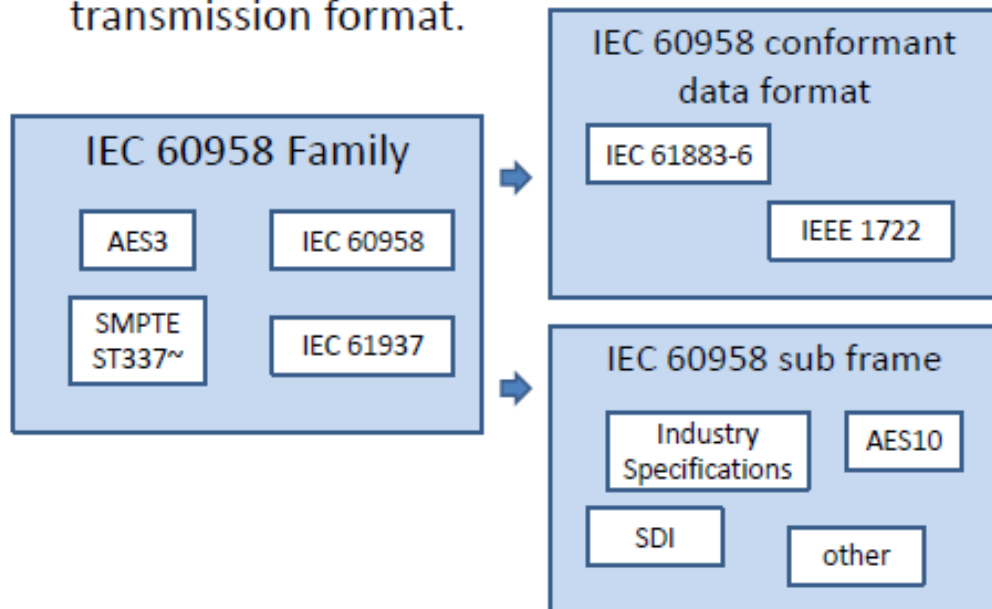 transmission format.
IEC 60958 Family
AES3
IEC 60958
SMPTE
ST337~
IEC 61937
IEC 60958 conformant
data format
IEC 61883-6
IEEE 1722
IEC 60958 sub frame
Industry
Specifications
AES10
SDI
other